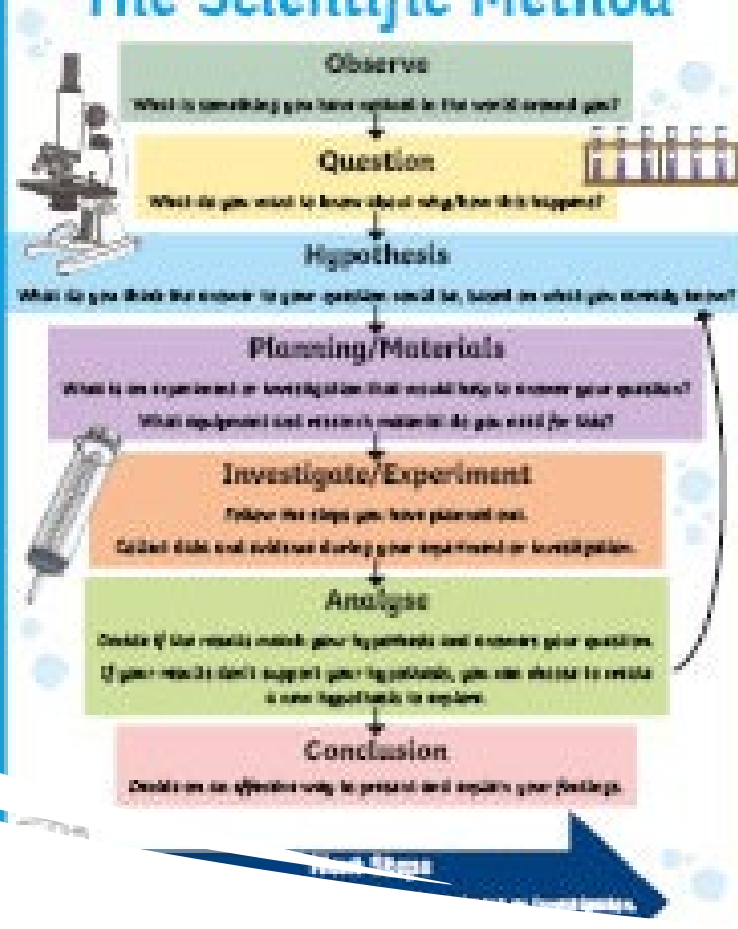 The Scientific Method
Observe
What is something you have noticed in the world around you?
Question
What do you want to know about why/how this happens?
Hypothesis
What do you think the answer to your question could be, based on what you already know?
Planning/Materials
What is an experiment or investigation that would help to answer your question?
What equipment and research material do you need for this?
Investigate/Experiment
Follow the steps you have planned out.
Collect data and evidence during your experiment or investigation.
Analyse
Decide if the results match your hypothesis and answers your question.
If your results don't support your hypothesis, you can choose to create
a new hypothesis to explore.
Conclusion
Decide on an effective way to present and explain your findings.
Next Steps